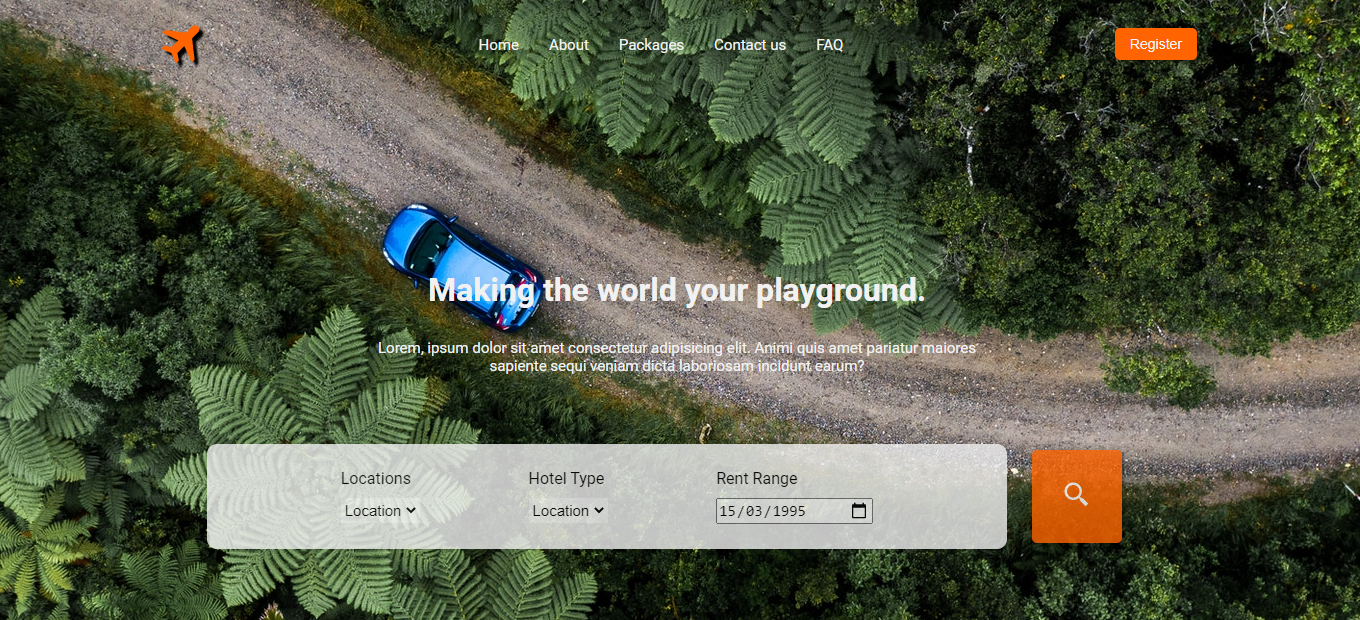 Home About Packages Contact us FAQ Register
Making the world your playground.
Lorem, ipsum dolor sit amet consectetur adipisicing elit. Animi quis amet pariatur maiores
sapiente sequi veniam dicta laboriosam incidunt earum?
Locations Hotel Type Rent Range
Location Location 15/03/1995